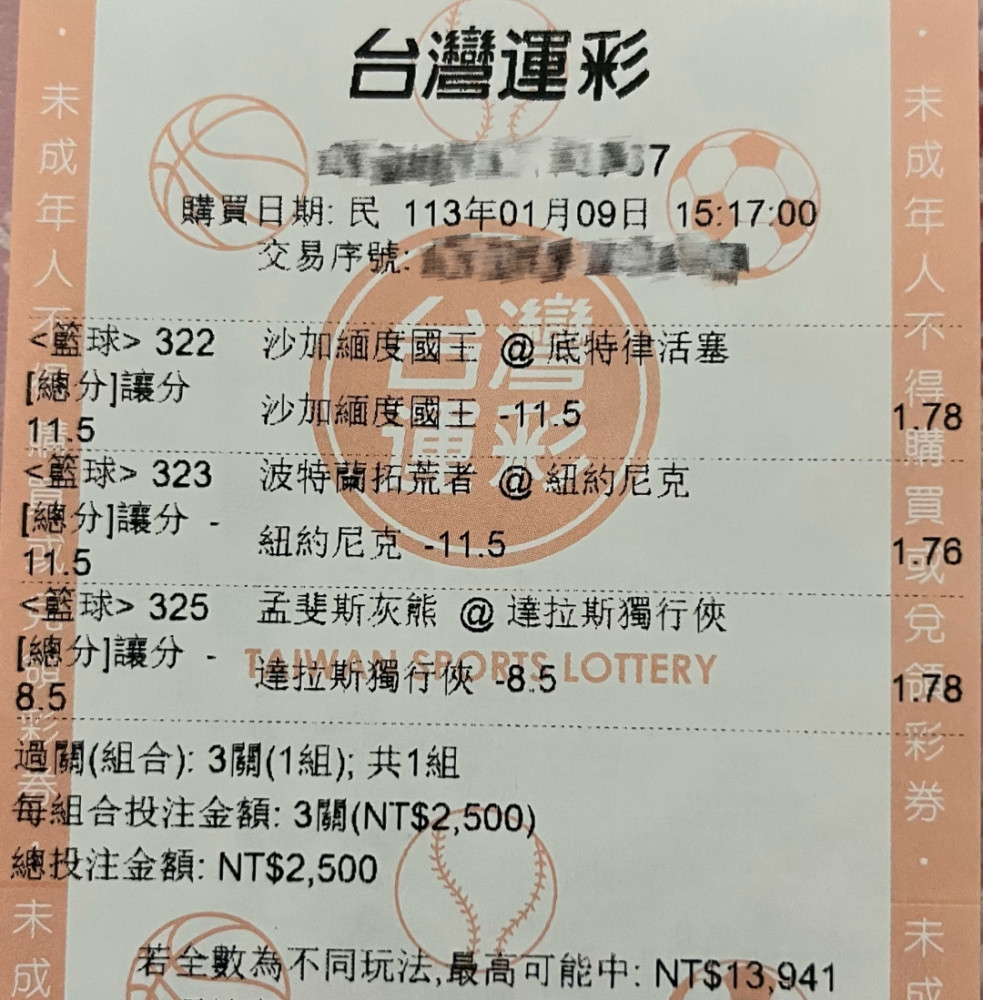 台灣運彩
67
購買日期: 民 113年01月09日 15:17:00
交易序號:
<籃球> 322 沙加緬度國王 @ 底特律活塞
[總分]讓分
11.5 沙加緬度國王 -11.5 1.78
<籃球> 323 波特蘭拓荒者 @ 紐約尼克
[總分]讓分 -
11.5 紐約尼克 -11.5 1.76
<籃球> 325 孟斐斯灰熊 @ 達拉斯獨行俠
[總分]讓分 -
8.5 達拉斯獨行俠 -8.5 1.78
過關(組合): 3關(1組); 共1組
每組合投注金額: 3關(NT$2,500)
總投注金額: NT$2,500
若全數為不同玩法,最高可能中: NT$13,941
台灣
運彩
TAIWAN SPORTS LOTTERY
未成年人不得購買或兌領彩券
未成
未成年人不得購買或兌領彩券
未成